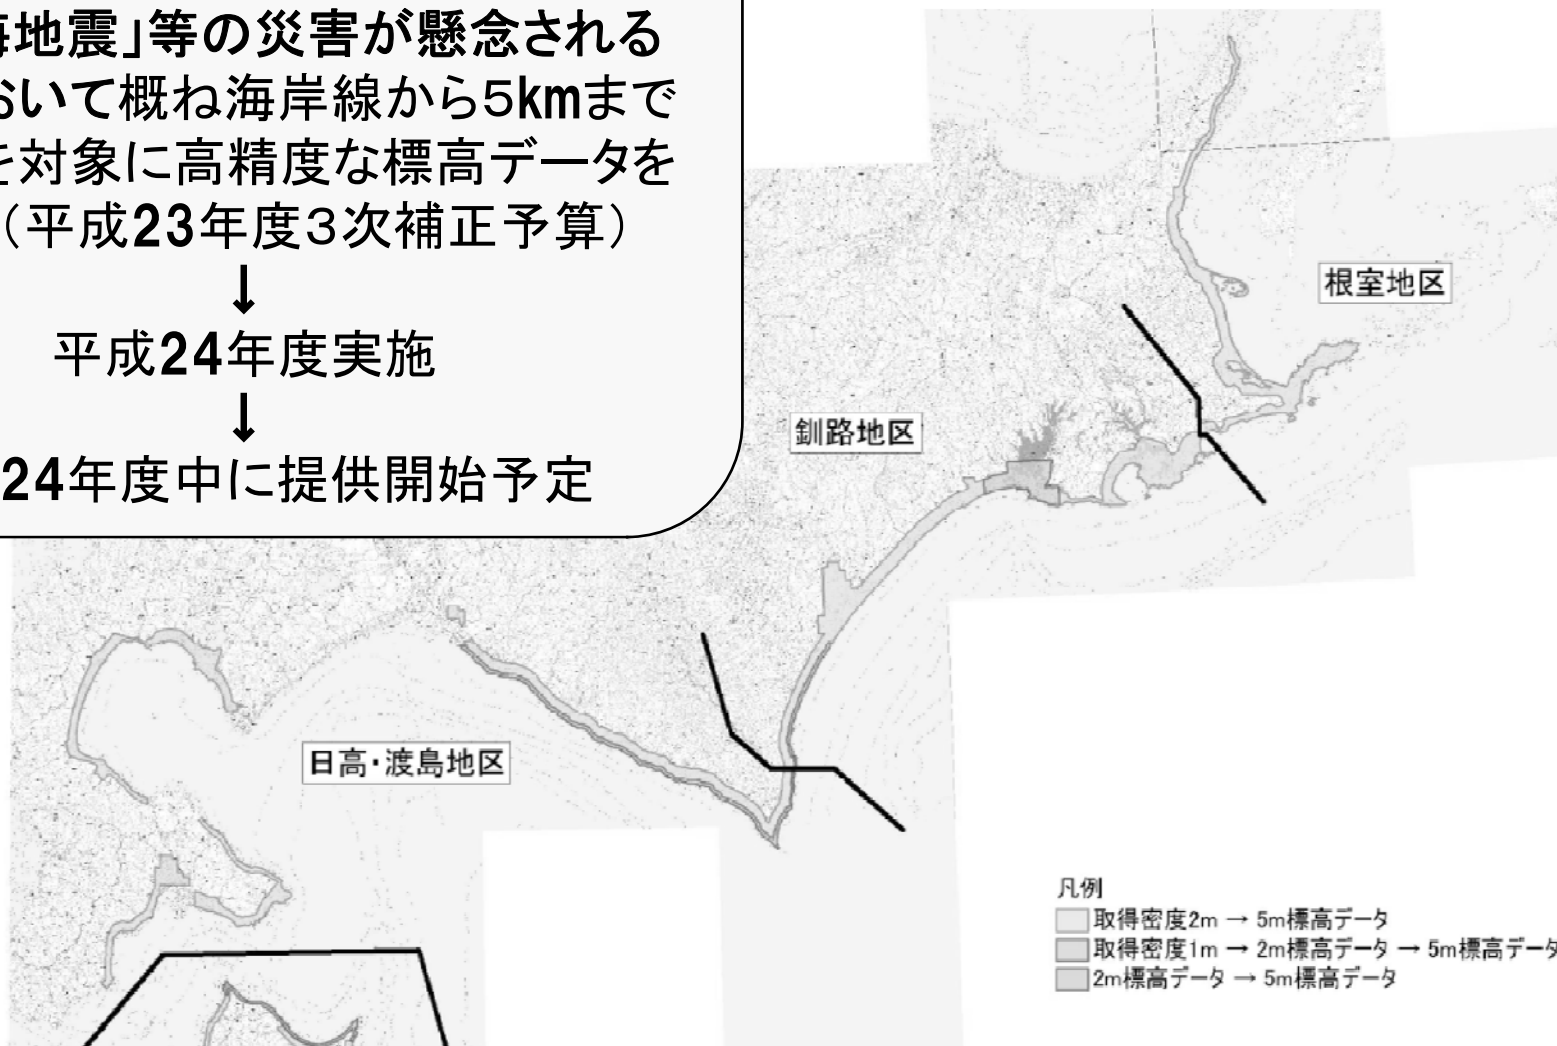 海地震」等の災害が懸念される
おいて概ね海岸線から5kmまで
を対象に高精度な標高データを
(平成23年度3次補正予算)
↓
平成24年度実施
↓
24年度中に提供開始予定
根室地区
釧路地区
日高・渡島地区
凡例
取得密度2m → 5m標高データ
取得密度1m → 2m標高データ → 5m標高データ
2m標高データ → 5m標高データ